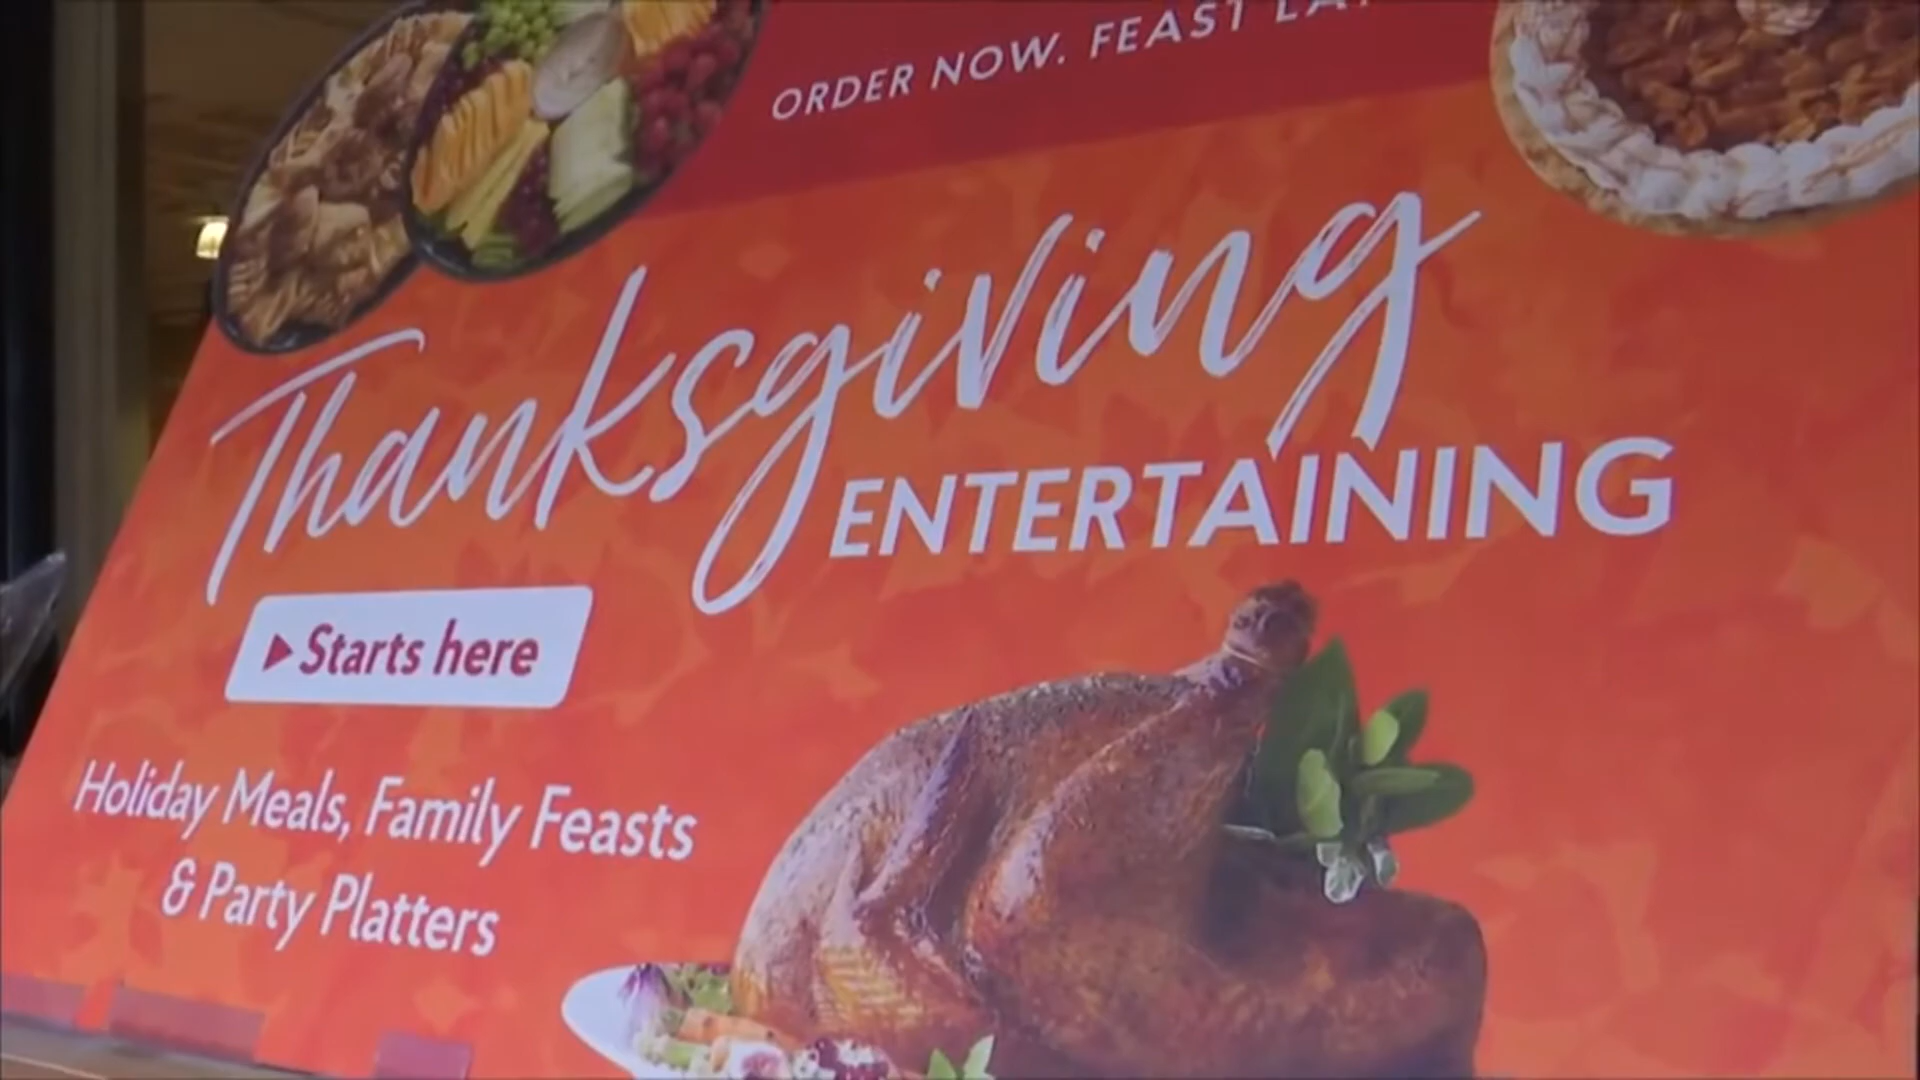 ORDER NOW. FEAST
Thanksgiving
ENTERTAINING
Starts here
Holiday Meals, Family Feasts
& Party Platters